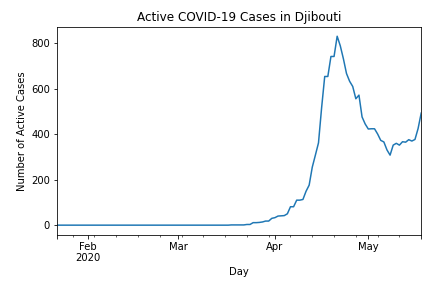 Active COVID-19 Cases in Djibouti
Number of Active Cases
800
600
400
200
0
Feb
2020
Mar
Apr
May
Day